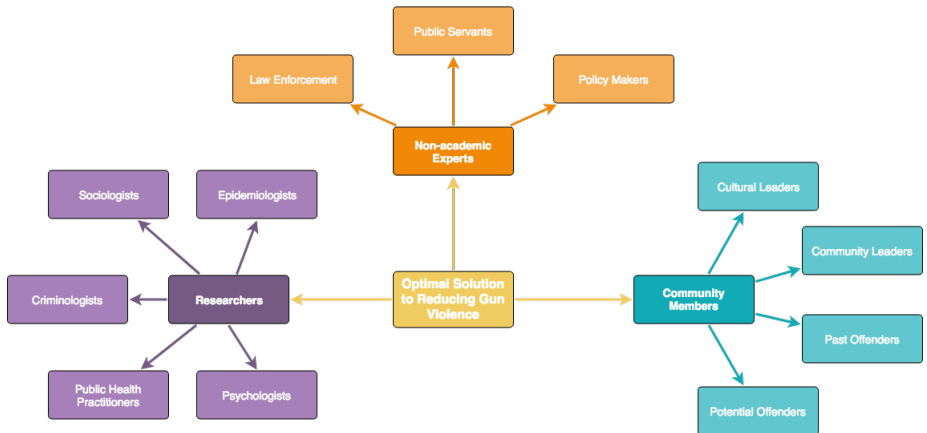 Public Servants
Law Enforcement
Policy Makers
Non-academic
Experts
Sociologists
Epidemiologists
Cultural Leaders
Community Leaders
Criminologists
Researchers
Optimal Solution
to Reducing Gun
Violence
Community
Members
Past Offenders
Public Health
Practitioners
Psychologists
Potential Offenders